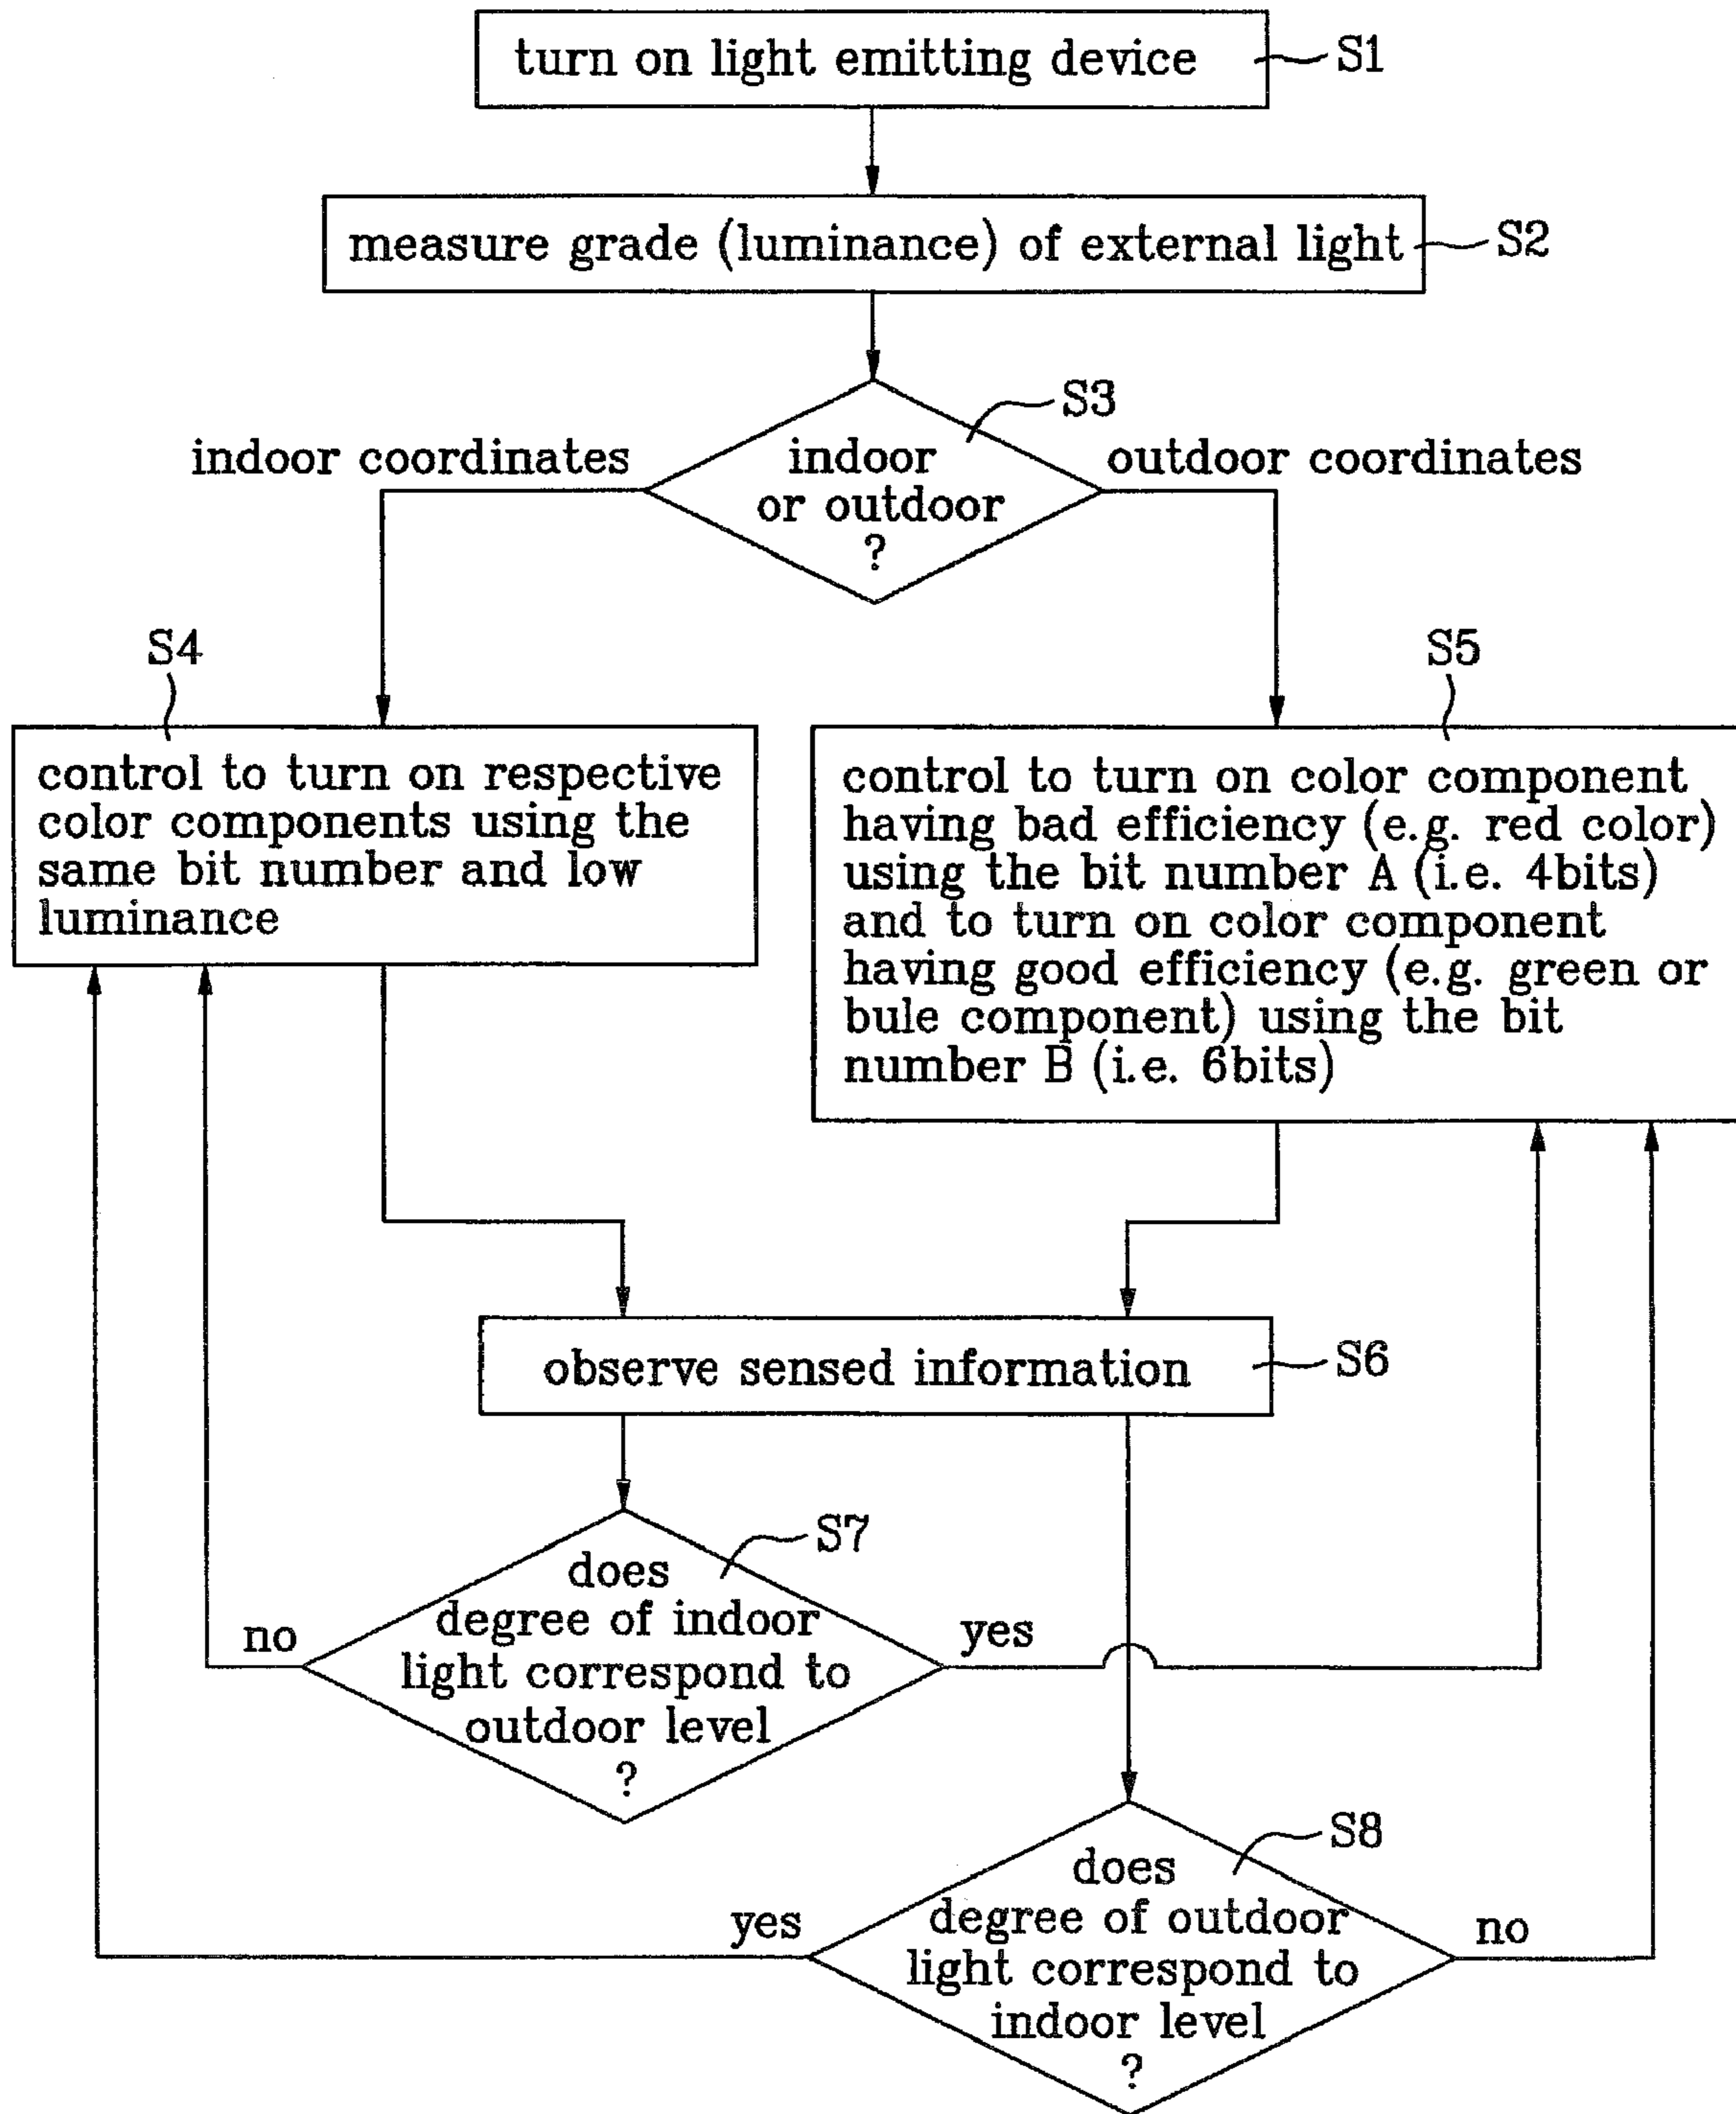 turn on light emitting device
S1
measure grade (luminance) of external light
S2
S3
indoor coordinates
indoor
or outdoor
?
outdoor coordinates
S4
S5
control to turn on respective
color components using the
same bit number and low
luminance
control to turn on color component
having bad efficiency (e.g. red color)
using the bit number A (i.e. 4bits)
and to turn on color component
having good efficiency (e.g. green or
bule component) using the bit
number B (i.e. 6bits)
observe sensed information
S6
S7
does
degree of indoor
light correspond to
outdoor level
?
no
yes
S8
does
degree of outdoor
light correspond to
indoor level
?
yes
no